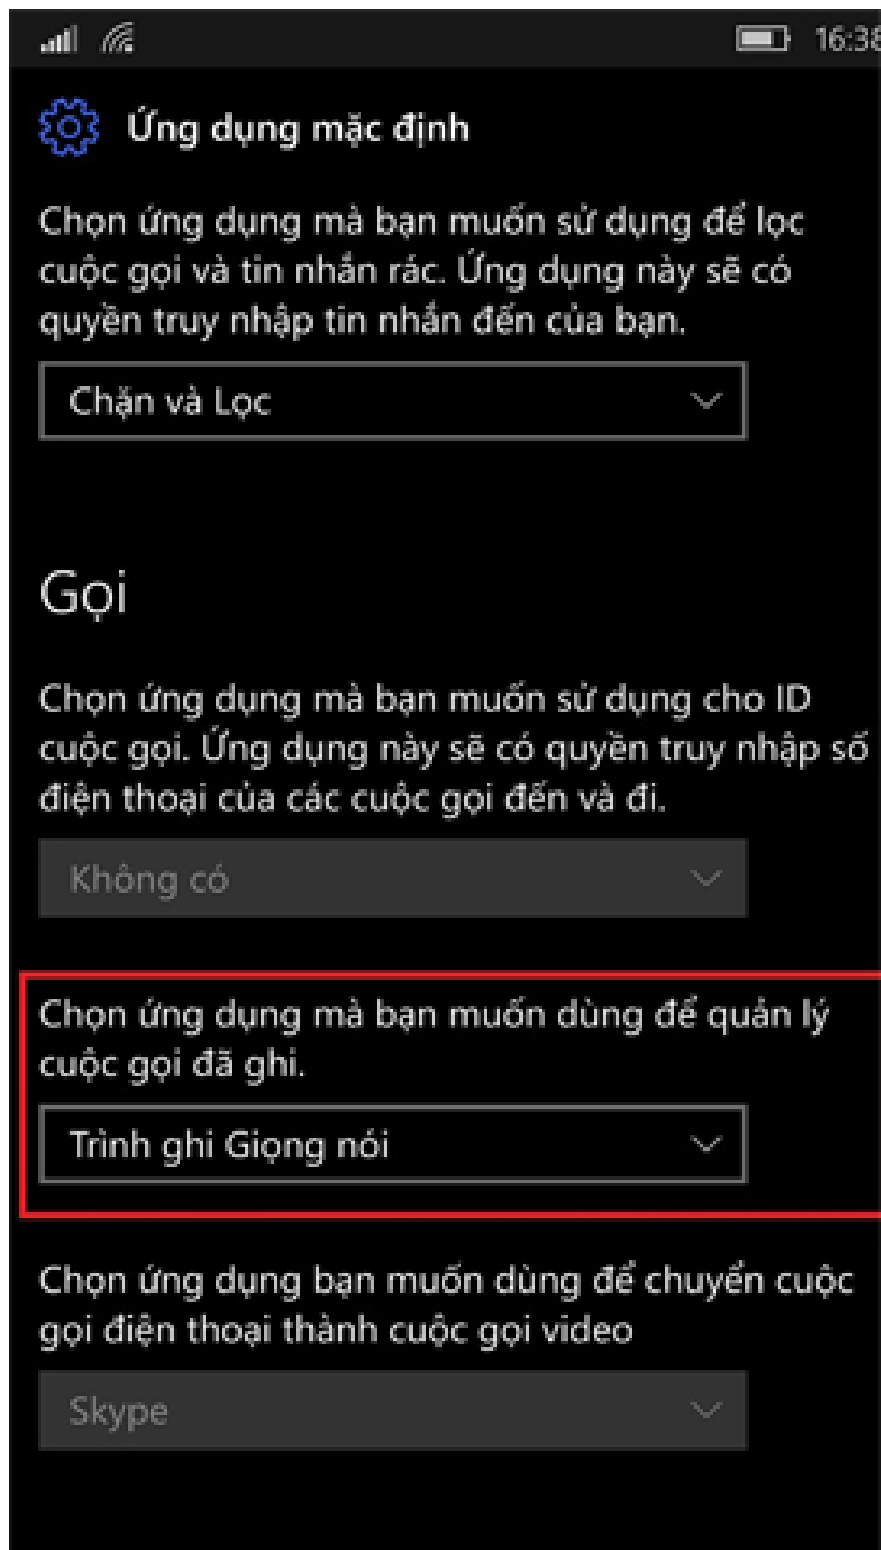 16:38
Ứng dụng mặc định
Chọn ứng dụng mà bạn muốn sử dụng để lọc
cuộc gọi và tin nhắn rác. Ứng dụng này sẽ có
quyền truy nhập tin nhắn đến của bạn.
Chặn và Lọc
Gọi
Chọn ứng dụng mà bạn muốn sử dụng cho ID
cuộc gọi. Ứng dụng này sẽ có quyền truy nhập số
điện thoại của các cuộc gọi đến và đi.
Không có
Chọn ứng dụng mà bạn muốn dùng để quản lý
cuộc gọi đã ghi.
Trình ghi Giọng nói
Chọn ứng dụng bạn muốn dùng để chuyển cuộc
gọi điện thoại thành cuộc gọi video
Skype